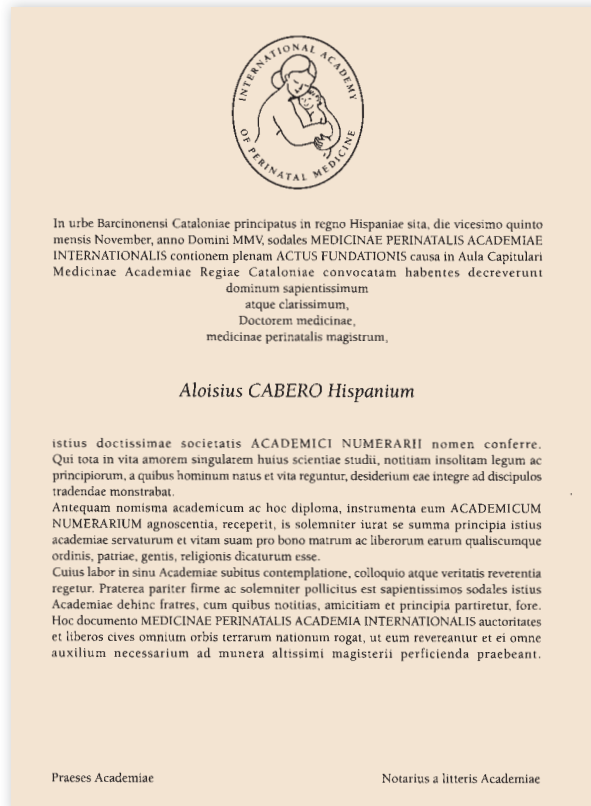 INTERNATIONAL ACADEMY
OF PERINATAL MEDICINE
In urbe Barcinonensi Cataloniae principatus in regno Hispaniae sita, die vicesimo quinto
mensis November, anno Domini MMV, sodales MEDICINAE PERINATALIS ACADEMIAE
INTERNATIONALIS contionem plenam ACTUS FUNDATIONIS causa in Aula Capitulari
Medicinae Academiae Regiae Cataloniae convocatam habentes decreverunt
dominum sapientissimum
atque clarissimum,
Doctorem medicinae,
medicinae perinatalis magistrum,
Aloisius CABERO Hispanium
istius doctissimae societatis ACADEMICI NUMERARII nomen conferre.
Qui tota in vita amorem singularem huius scientiae studii, notitiam insolitam legum ac
principiorum, a quibus hominum natus et vita reguntur, desiderium eae integre ad discipulos
tradendae monstrabat.
Antequam nomisma academicum ac hoc diploma, instrumenta eum ACADEMICUM
NUMERARIUM agnoscentia, receperit, is solemniter iurat se summa principia istius
academiae servaturum et vitam suam pro bono matrum ac liberorum earum qualiscumque
ordinis, patriae, gentis, religionis dicaturum esse.
Cuius labor in sinu Academiae subitus contemplatione, colloquio atque veritatis reverentia
regetur. Praterea pariter firme ac solemniter pollicitus est sapientissimos sodales istius
Academiae dehinc fratres, cum quibus notitias, amicitiam et principia partiretur, fore.
Hoc documento MEDICINAE PERINATALIS ACADEMIA INTERNATIONALIS auctoritates
et liberos cives omnium orbis terrarum nationum rogat, ut eum revereantur et ei omne
auxilium necessarium ad munera altissimi magisterii perficienda praebeant.
Praeses Academiae
Notarius a litteris Academiae